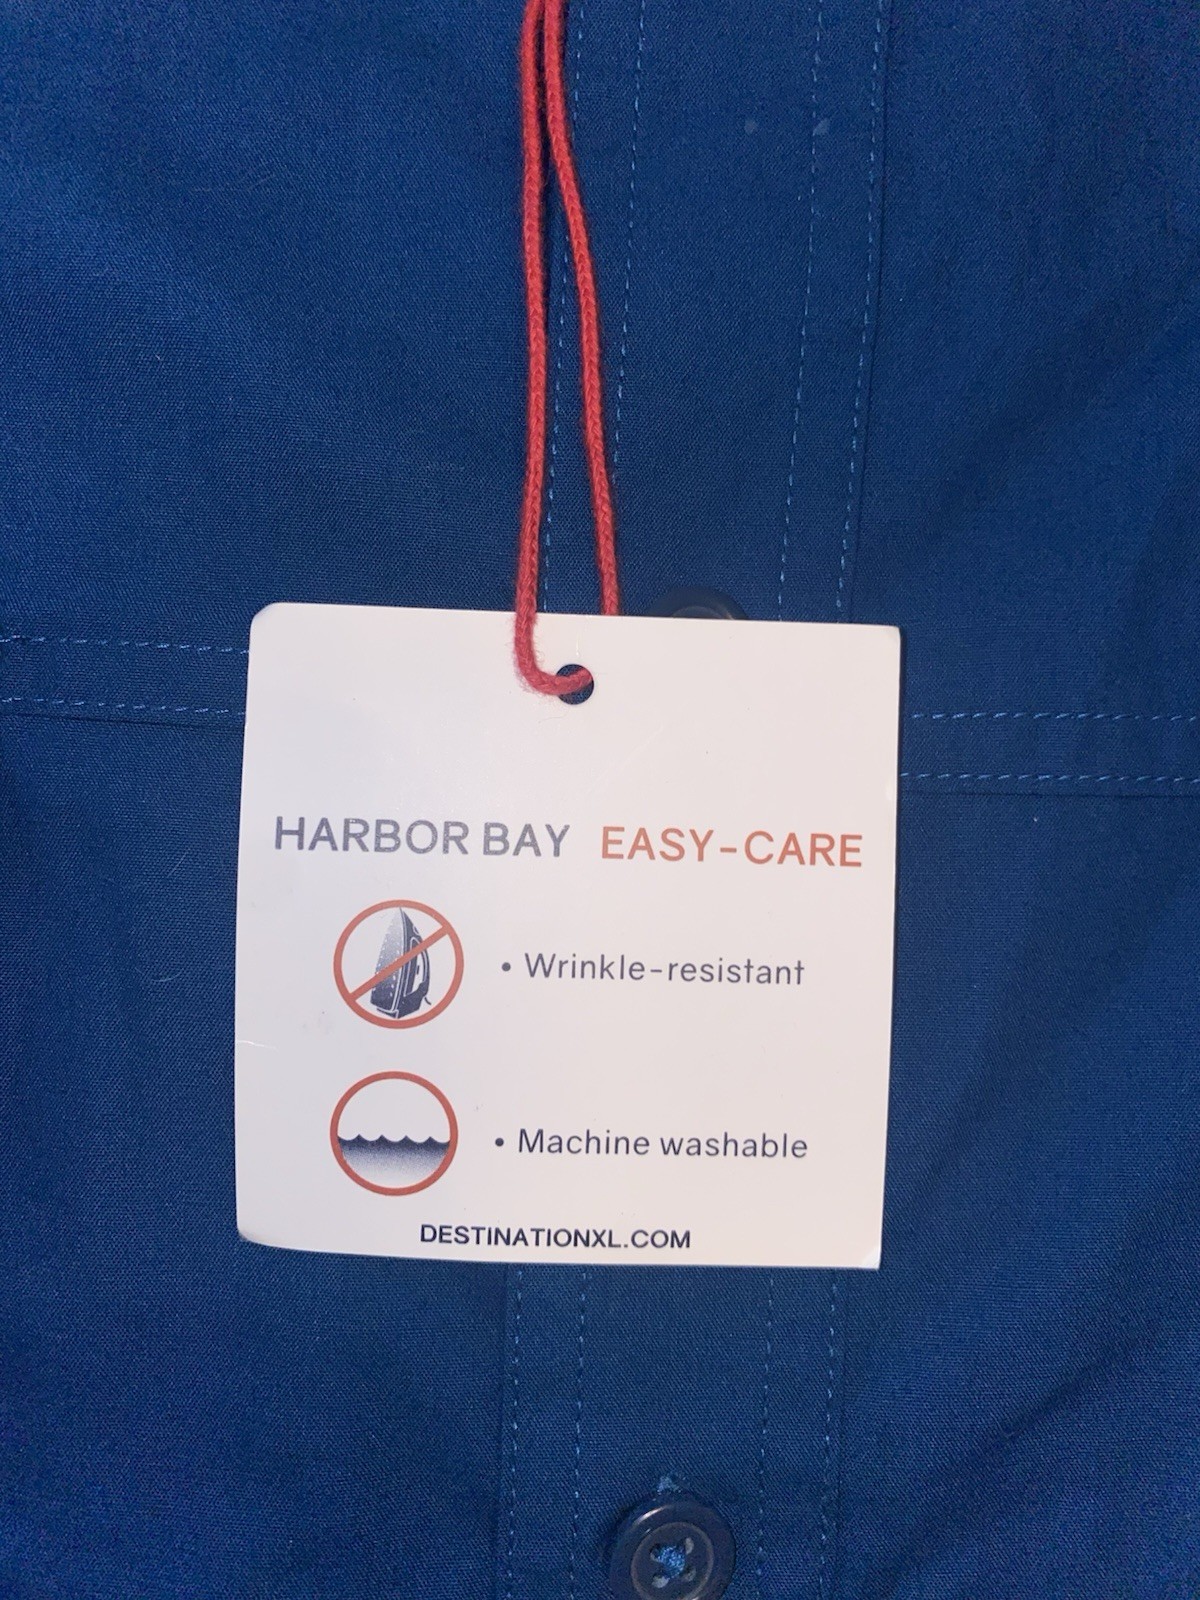 HARBOR BAY EASY-CARE
• Wrinkle-resistant
• Machine washable
DESTINATIONXL.COM